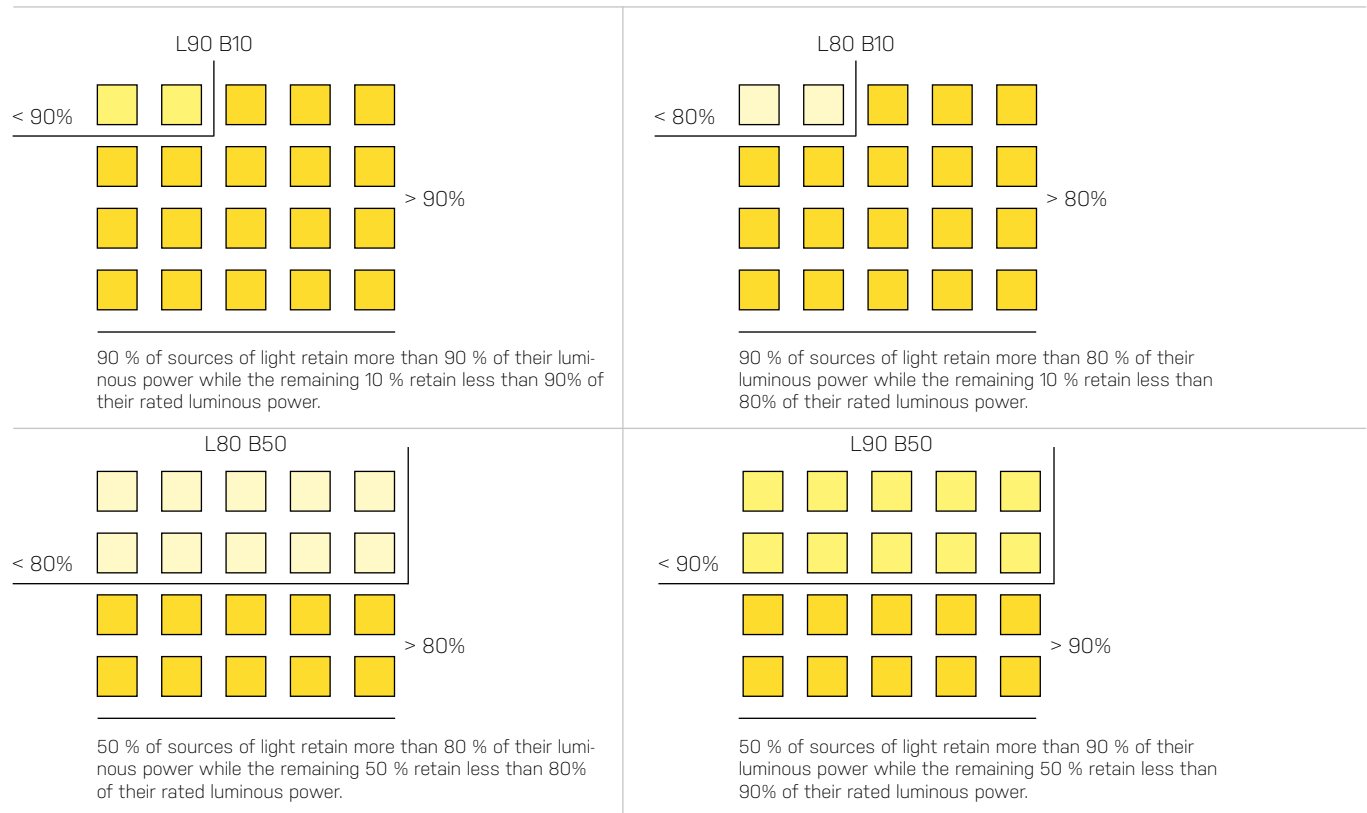 L90 B10
< 90%
> 90%
90 % of sources of light retain more than 90 % of their lumi-
nous power while the remaining 10 % retain less than 90% of
their rated luminous power.
L80 B10
< 80%
> 80%
90 % of sources of light retain more than 80 % of their
luminous power while the remaining 10 % retain less than
80% of their rated luminous power.
L80 B50
< 80%
> 80%
50 % of sources of light retain more than 80 % of their lumi-
nous power while the remaining 50 % retain less than 80%
of their rated luminous power.
L90 B50
< 90%
> 90%
50 % of sources of light retain more than 90 % of their
luminous power while the remaining 50 % retain less than
90% of their rated luminous power.